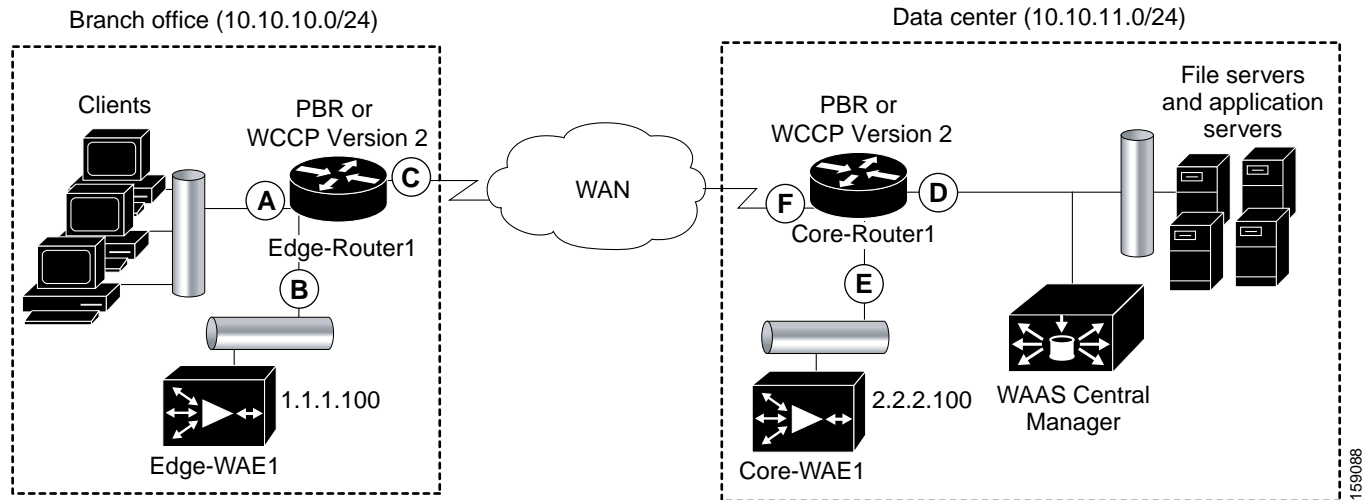 Branch office (10.10.10.0/24)
Data center (10.10.11.0/24)
Clients
PBR or
WCCP Version 2
A
C
Edge-Router1
B
1.1.1.100
Edge-WAE1
WAN
PBR or
WCCP Version 2
F
D
Core-Router1
E
2.2.2.100
Core-WAE1
File servers
and application
servers
WAAS Central
Manager
159088